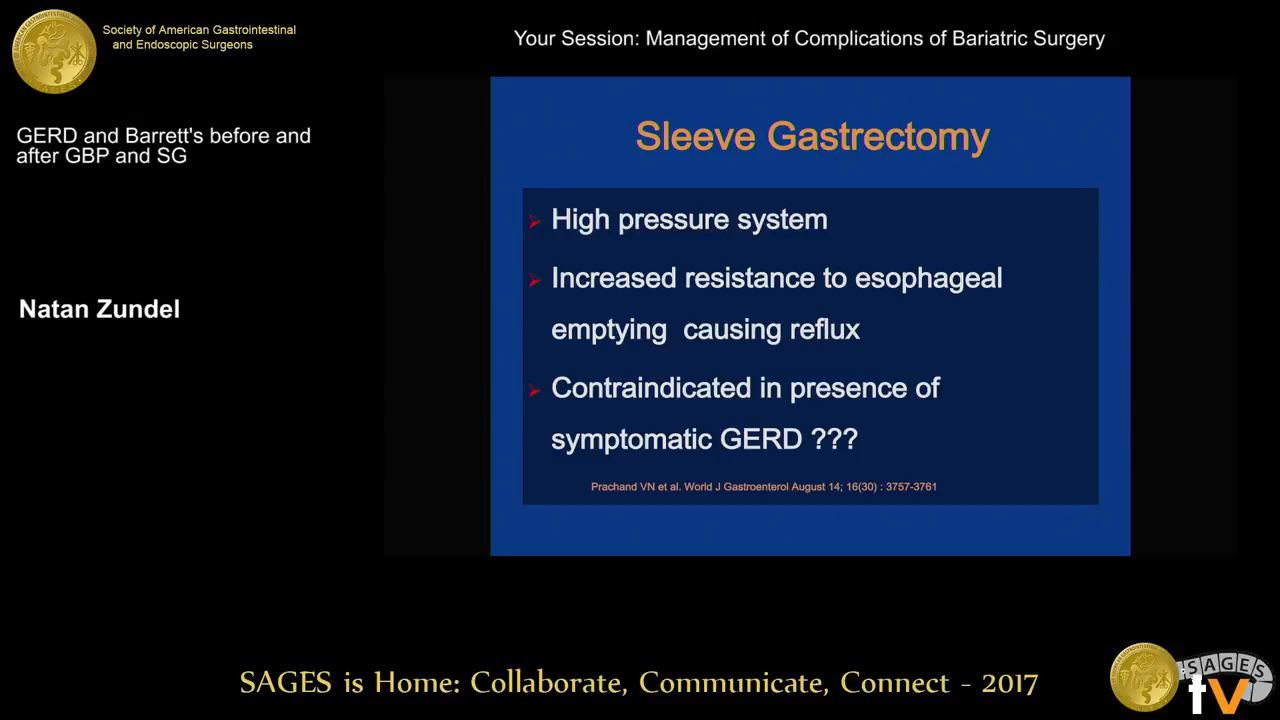 Society of American Gastrointestinal
and Endoscopic Surgeons
Your Session: Management of Complications of Bariatric Surgery
GERD and Barrett's before and
after GBP and SG
Natan Zundel
Sleeve Gastrectomy
High pressure system
Increased resistance to esophageal
emptying causing reflux
Contraindicated in presence of
symptomatic GERD ???
Prachand VN et al. World J Gastroenterol August 14; 16(30) : 3757-3761
SAGES is Home: Collaborate, Communicate, Connect - 2017
SAGES
tv